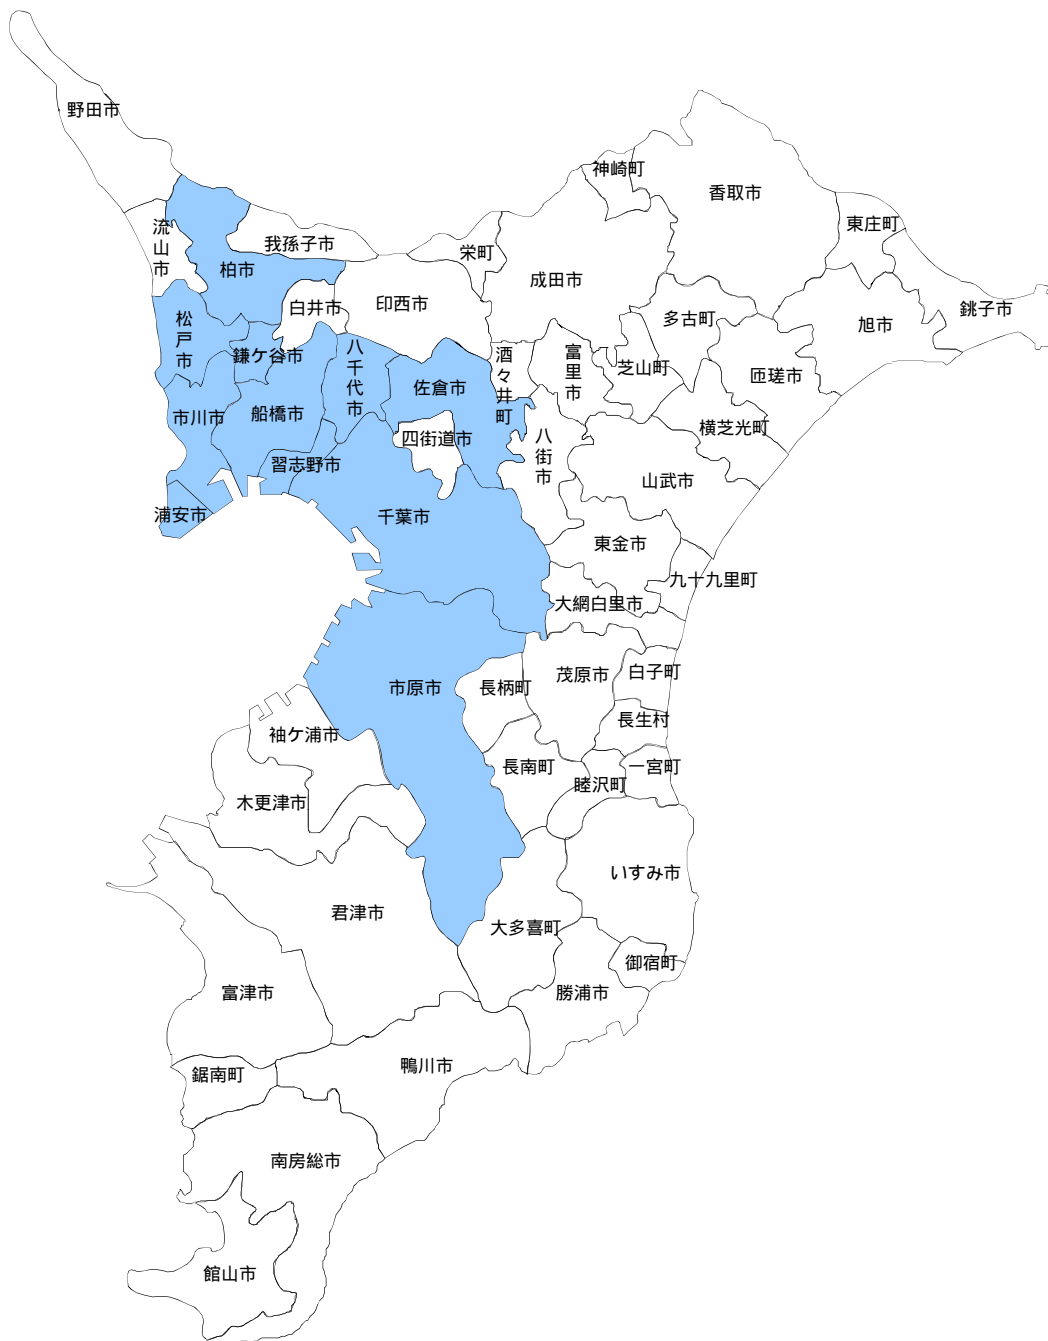 野田市
神崎町
香取市
東庄町
流山市
我孫子市
栄町
柏市
成田市
白井市
印西市
銚子市
多古町
旭市
松戸市
鎌ケ谷市
八千代市
佐倉市
酒々井町
富里市
芝山町
匝瑳市
市川市
船橋市
四街道市
八街市
横芝光町
習志野市
山武市
浦安市
千葉市
東金市
九十九里町
大網白里市
市原市
長柄町
茂原市
白子町
長生村
袖ケ浦市
長南町
睦沢町
一宮町
木更津市
いすみ市
君津市
大多喜町
御宿町
富津市
勝浦市
鋸南町
鴨川市
南房総市
館山市